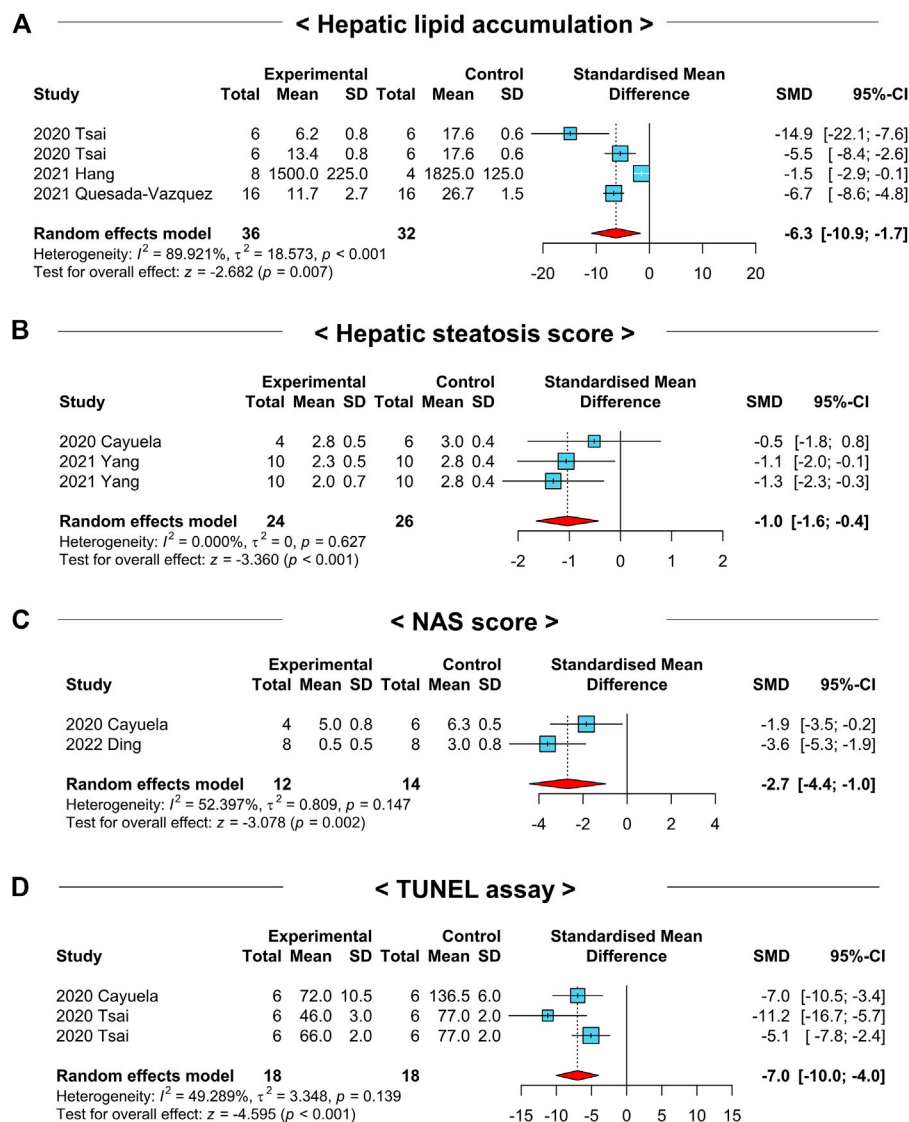 A < Hepatic lipid accumulation >
Experimental Control Standardised Mean
Study Total Mean SD Total Mean SD Difference SMD 95%-CI
2020 Tsai 6 6.2 0.8 6 17.6 0.6 -14.9 [-22.1; -7.6]
2020 Tsai 6 13.4 0.8 6 17.6 0.6 -5.5 [ -8.4; -2.6]
2021 Hang 8 1500.0 225.0 4 1825.0 125.0 -1.5 [ -2.9; -0.1]
2021 Quesada-Vazquez 16 11.7 2.7 16 26.7 1.5 -6.7 [ -8.6; -4.8]
Random effects model 36 32 -6.3 [-10.9; -1.7]
Heterogeneity: I² = 89.921%, τ² = 18.573, p < 0.001
Test for overall effect: z = -2.682 (p = 0.007)
-20 -10 0 10 20
B < Hepatic steatosis score >
Experimental Control Standardised Mean
Study Total Mean SD Total Mean SD Difference SMD 95%-CI
2020 Cayuela 4 2.8 0.5 6 3.0 0.4 -0.5 [-1.8; 0.8]
2021 Yang 10 2.3 0.5 10 2.8 0.4 -1.1 [-2.0; -0.1]
2021 Yang 10 2.0 0.7 10 2.8 0.4 -1.3 [-2.3; -0.3]
Random effects model 24 26 -1.0 [-1.6; -0.4]
Heterogeneity: I² = 0.000%, τ² = 0, p = 0.627
Test for overall effect: z = -3.360 (p < 0.001)
-2 -1 0 1 2
C < NAS score >
Experimental Control Standardised Mean
Study Total Mean SD Total Mean SD Difference SMD 95%-CI
2020 Cayuela 4 5.0 0.8 6 6.3 0.5 -1.9 [-3.5; -0.2]
2022 Ding 8 0.5 0.5 8 3.0 0.8 -3.6 [-5.3; -1.9]
Random effects model 12 14 -2.7 [-4.4; -1.0]
Heterogeneity: I² = 52.397%, τ² = 0.809, p = 0.147
Test for overall effect: z = -3.078 (p = 0.002)
-4 -2 0 2 4
D < TUNEL assay >
Experimental Control Standardised Mean
Study Total Mean SD Total Mean SD Difference SMD 95%-CI
2020 Cayuela 6 72.0 10.5 6 136.5 6.0 -7.0 [-10.5; -3.4]
2020 Tsai 6 46.0 3.0 6 77.0 2.0 -11.2 [-16.7; -5.7]
2020 Tsai 6 66.0 2.0 6 77.0 2.0 -5.1 [ -7.8; -2.4]
Random effects model 18 18 -7.0 [-10.0; -4.0]
Heterogeneity: I² = 49.289%, τ² = 3.348, p = 0.139
Test for overall effect: z = -4.595 (p < 0.001)
-15 -10 -5 0 5 10 15